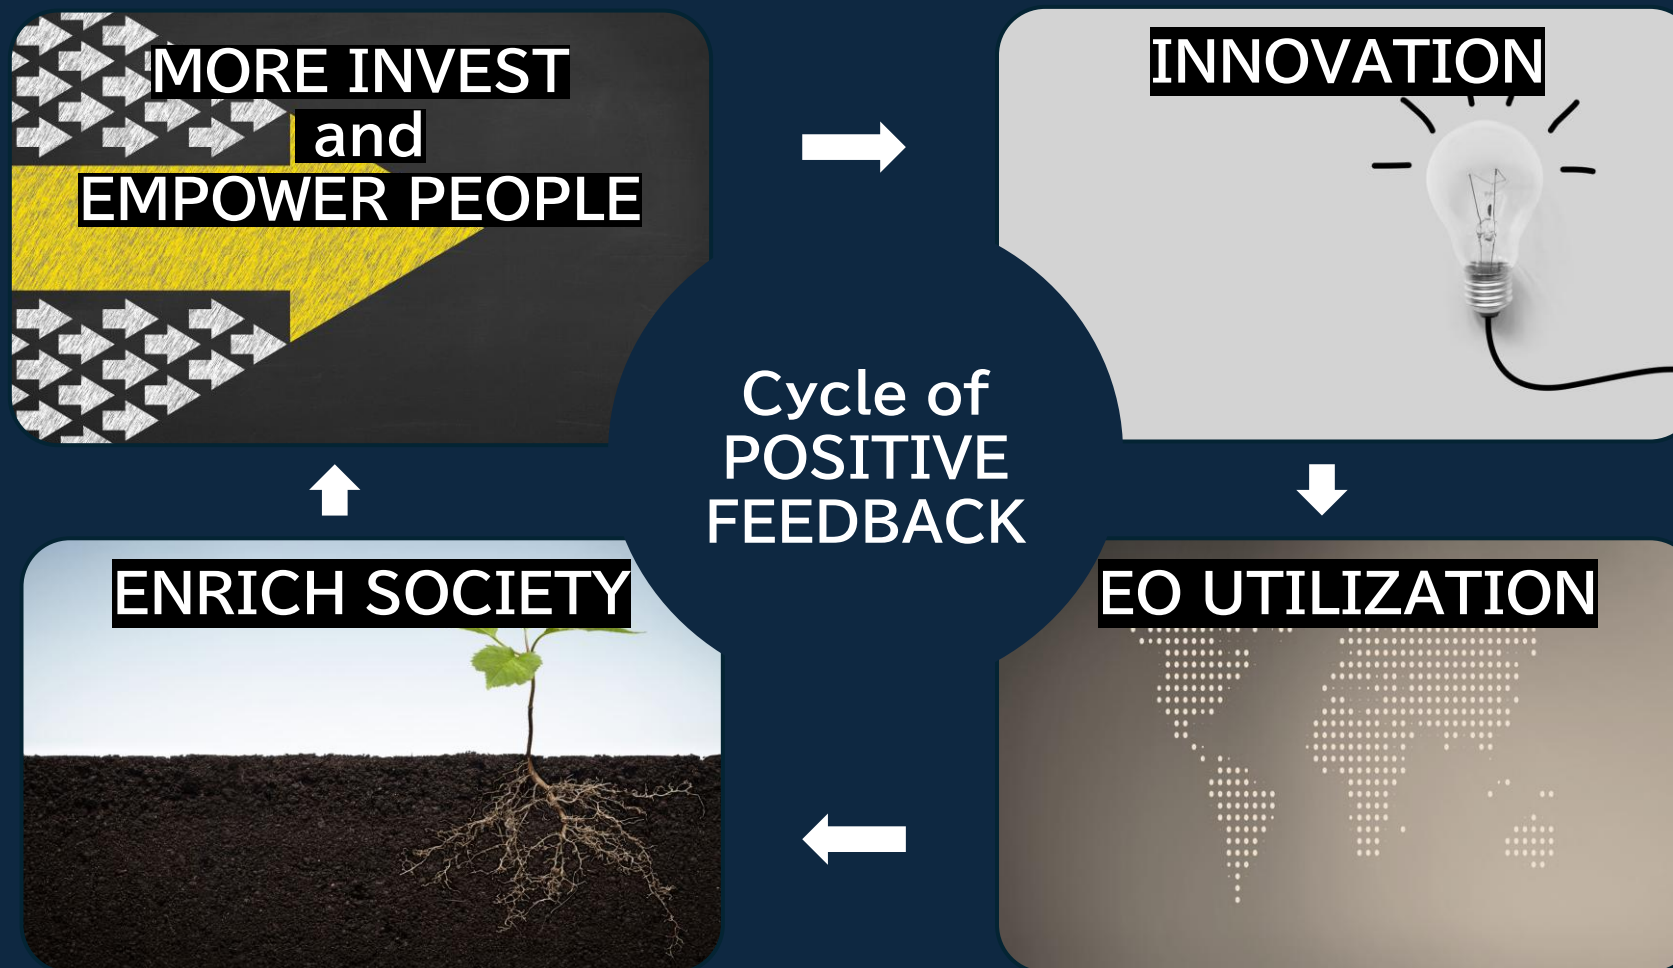 MORE INVEST
and
EMPOWER PEOPLE
INNOVATION
Cycle of
POSITIVE
FEEDBACK
ENRICH SOCIETY
EO UTILIZATION